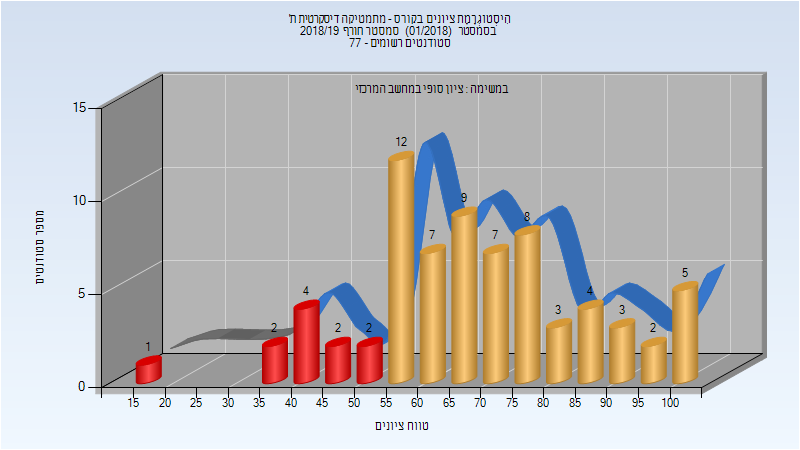 היסטוגרמת ציונים בקורס - מתמטיקה דיסקרטית ת'
בסמסטר (01/2018) סמסטר חורף 2018/19
סטודנטים רשומים - 77
במשימה : ציון סופי במחשב המרכזי
מספר סטודנטים
15
10
5
0
1
2
4
2
2
12
7
9
7
8
3
4
3
2
5
15 20 25 30 35 40 45 50 55 60 65 70 75 80 85 90 95 100
טווח ציונים